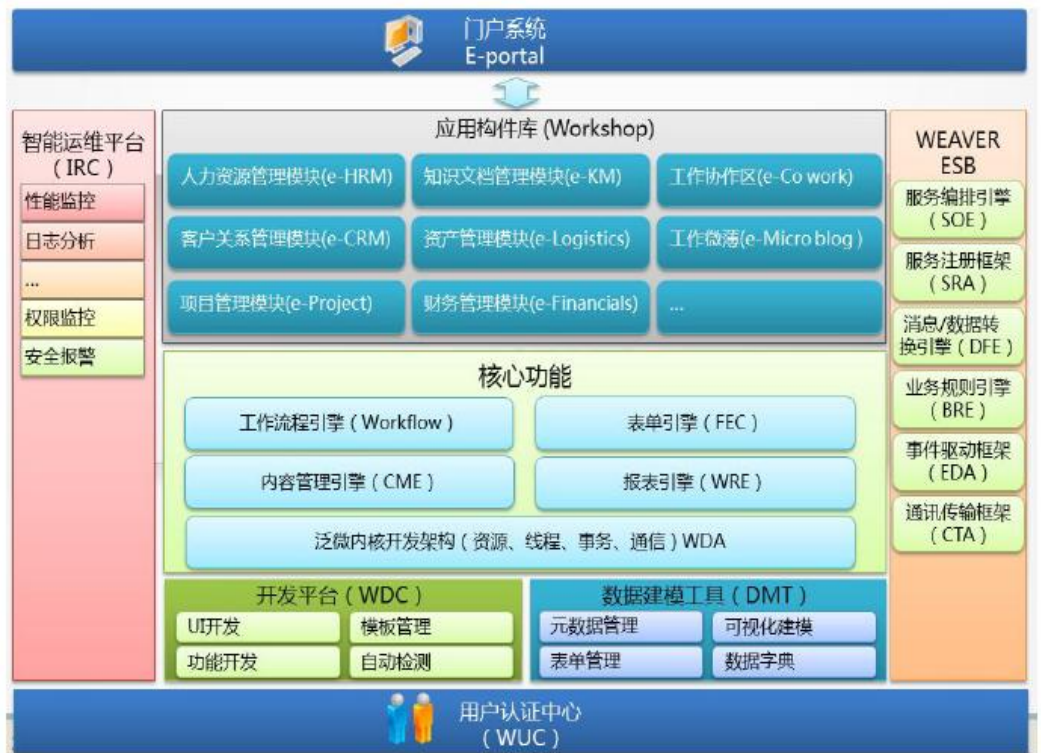 门户系统
E-portal
智能运维平台
（IRC）
性能监控
日志分析
...
权限监控
安全报警
应用构件库 (Workshop)
人力资源管理模块(e-HRM)
知识文档管理模块(e-KM)
工作协作区(e-Co work)
客户关系管理模块(e-CRM)
资产管理模块(e-Logistics)
工作微薄(e-Micro blog )
项目管理模块(e-Project)
财务管理模块(e-Financials)
...
核心功能
工作流程引擎（Workflow）
表单引擎（FEC）
内容管理引擎（CME）
报表引擎（WRE）
泛微内核开发架构（资源、线程、事务、通信）WDA
开发平台（WDC）
UI开发
模板管理
功能开发
自动检测
数据建模工具（DMT）
元数据管理
可视化建模
表单管理
数据字典
WEAVER
ESB
服务编排引擎
（SOE）
服务注册框架
（SRA）
消息/数据转
换引擎（DFE）
业务规则引擎
（BRE）
事件驱动框架
（EDA）
通讯传输框架
（CTA）
用户认证中心
（WUC）